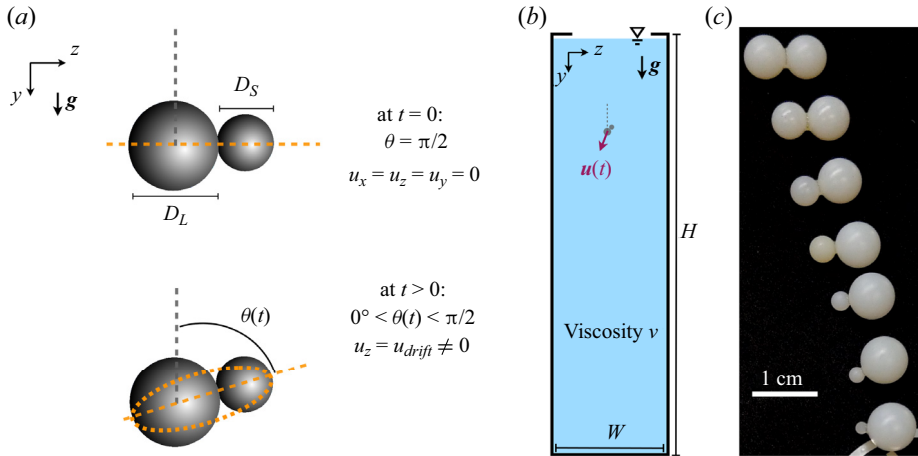 (a)
z
y
g
D_S
D_L
at t = 0:
θ = π/2
u_x = u_z = u_y = 0
θ(t)
at t > 0:
0° < θ(t) < π/2
u_z = u_drift ≠ 0
(b)
z
y
g
u(t)
H
Viscosity ν
W
(c)
1 cm